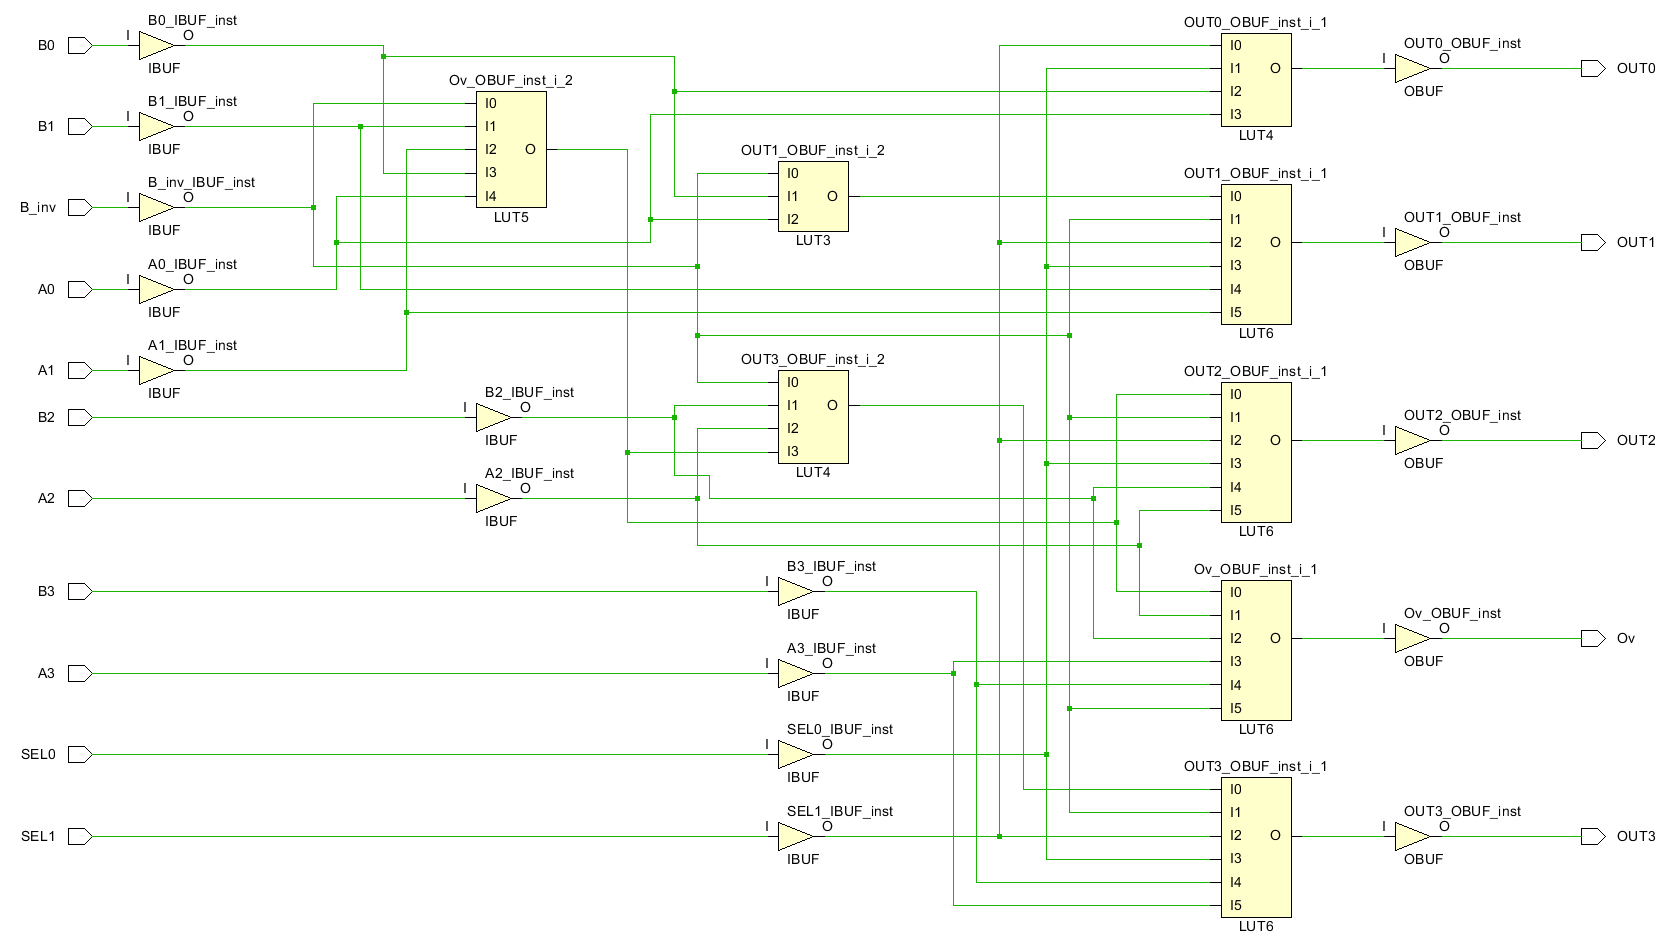 B0
I
B0_IBUF_inst
O
IBUF
B1
I
B1_IBUF_inst
O
IBUF
B_inv
I
B_inv_IBUF_inst
O
IBUF
A0
I
A0_IBUF_inst
O
IBUF
A1
I
A1_IBUF_inst
O
IBUF
B2
I
B2_IBUF_inst
O
IBUF
A2
I
A2_IBUF_inst
O
IBUF
B3
I
B3_IBUF_inst
O
IBUF
A3
I
A3_IBUF_inst
O
IBUF
SEL0
I
SEL0_IBUF_inst
O
IBUF
SEL1
I
SEL1_IBUF_inst
O
IBUF
Ov_OBUF_inst_i_2
I0
I1
I2 O
I3
I4
LUT5
OUT1_OBUF_inst_i_2
I0
I1 O
I2
LUT3
OUT3_OBUF_inst_i_2
I0
I1 O
I2
I3
LUT4
OUT0_OBUF_inst_i_1
I0
I1 O
I2
I3
LUT4
OUT1_OBUF_inst_i_1
I0
I1
I2 O
I3
I4
I5
LUT6
OUT2_OBUF_inst_i_1
I0
I1
I2 O
I3
I4
I5
LUT6
Ov_OBUF_inst_i_1
I0
I1
I2 O
I3
I4
I5
LUT6
OUT3_OBUF_inst_i_1
I0
I1
I2 O
I3
I4
I5
LUT6
OUT0_OBUF_inst
I
O
OBUF
OUT0
OUT1_OBUF_inst
I
O
OBUF
OUT1
OUT2_OBUF_inst
I
O
OBUF
OUT2
Ov_OBUF_inst
I
O
OBUF
Ov
OUT3_OBUF_inst
I
O
OBUF
OUT3